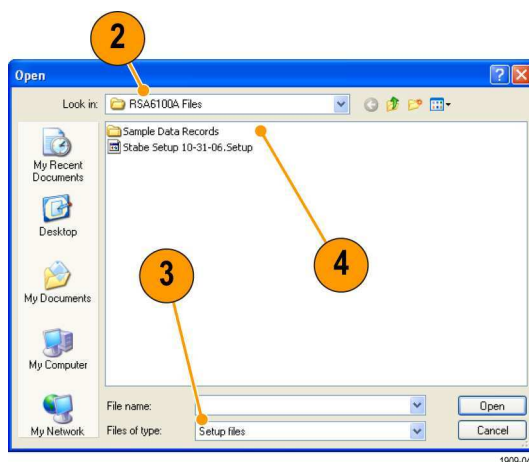 2
Open
Look in:
RSA6100A Files
Sample Data Records
Stabe Setup 10-31-06.Setup
My Recent
Documents
Desktop
My Documents
My Computer
My Network
3
4
File name:
Open
Files of type:
Setup files
Cancel